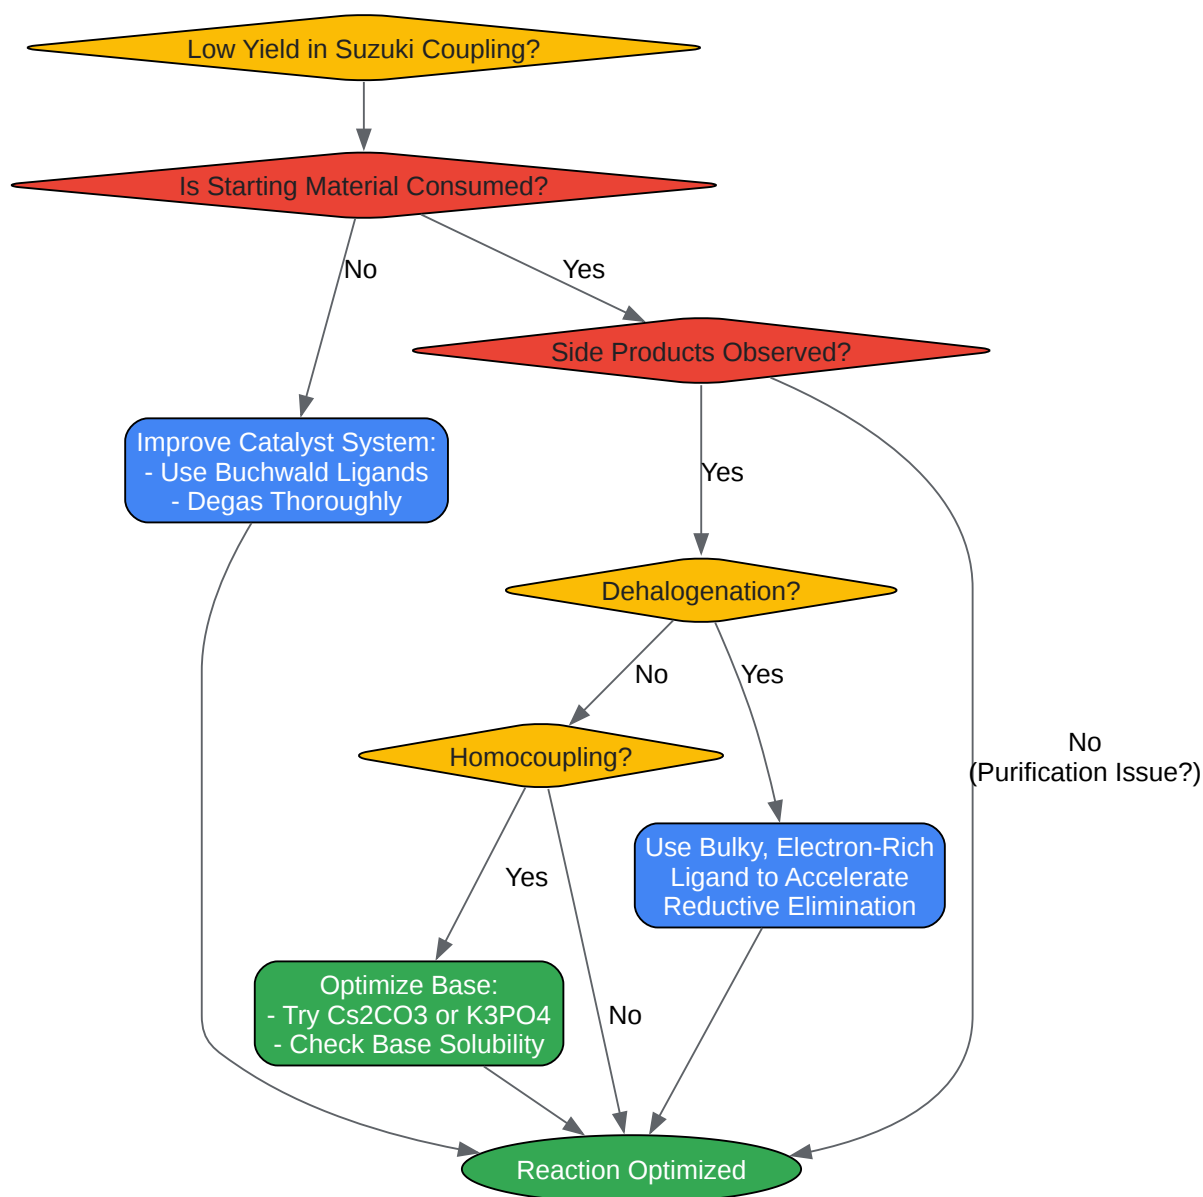 Low Yield in Suzuki Coupling?
Is Starting Material Consumed?
No
Yes
Side Products Observed?
Improve Catalyst System:
- Use Buchwald Ligands
- Degas Thoroughly
Yes
Dehalogenation?
No
Yes
No
(Purification Issue?)
Homocoupling?
Use Bulky, Electron-Rich
Ligand to Accelerate
Reductive Elimination
Yes
No
Optimize Base:
- Try Cs2CO3 or K3PO4
- Check Base Solubility
Reaction Optimized